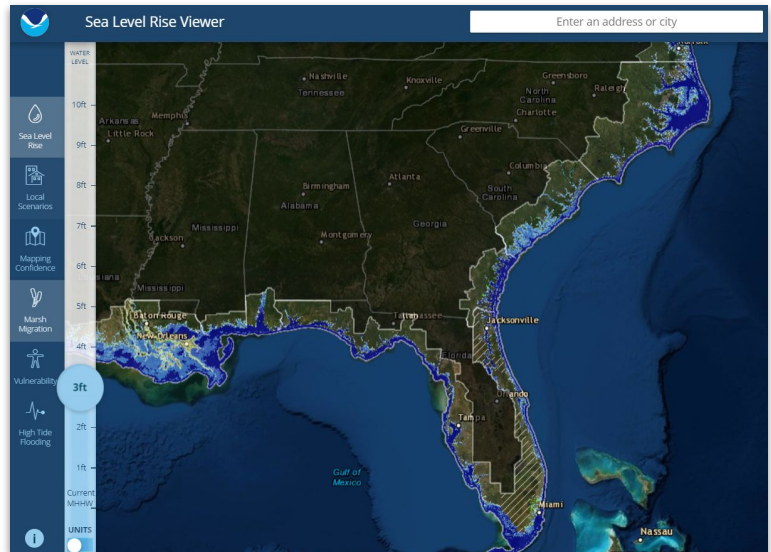 Sea Level Rise Viewer
Enter an address or city
WATER
LEVEL
10ft
9ft
8ft
7ft
6ft
5ft
4ft
3ft
2ft
1ft
Current
MHHW
UNITS
Sea Level
Rise
Local
Scenarios
Mapping
Confidence
Marsh
Migration
Vulnerability
High Tide
Flooding
Nashville
Tennessee
Knoxville
Greensboro
Raleigh
North
Carolina
Charlotte
Arkansas
Memphis
Little Rock
Greenville
Columbia
South
Carolina
Atlanta
Birmingham
Alabama
Georgia
Mississippi
Jackson
Montgomery
Mississippi
Baton Rouge
New Orleans
Tallahassee
Jacksonville
Florida
Orlando
Tampa
Gulf of
Mexico
Miami
Nassau